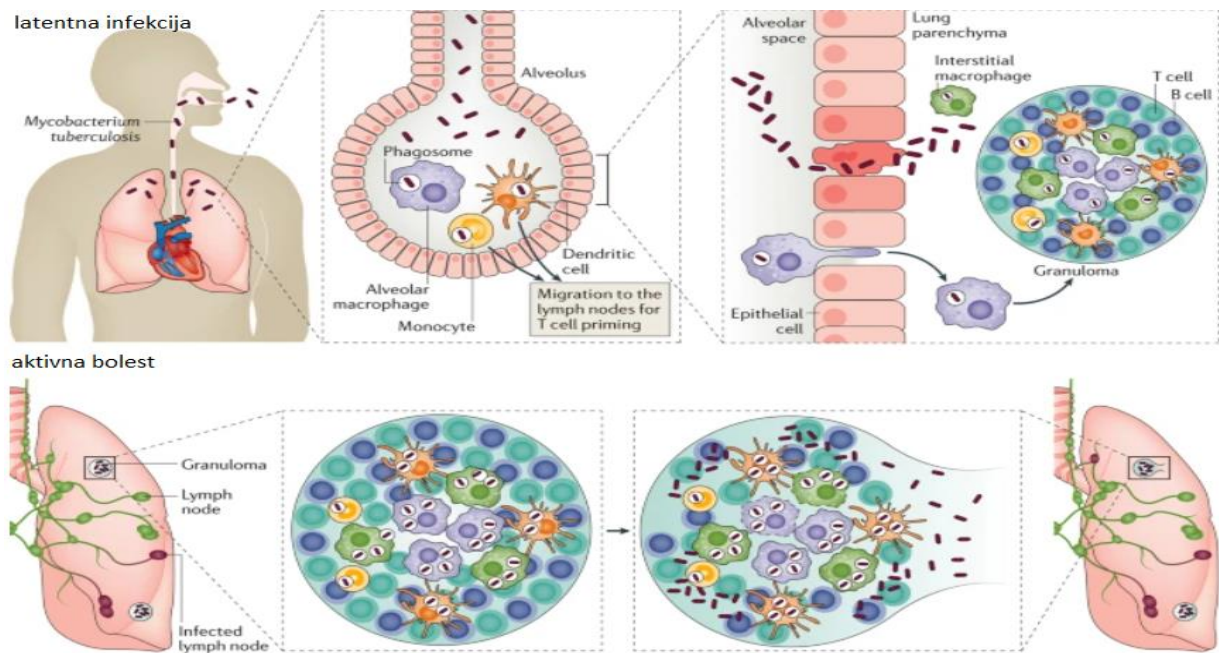 latentna infekcija
Mycobacterium
tuberculosis
Alveolus
Phagosome
Dendritic
cell
Alveolar
macrophage
Monocyte
Migration to the
lymph nodes for
T cell priming
Alveolar
space
Lung
parenchyma
Interstitial
macrophage
T cell
B cell
Granuloma
Epithelial
cell
aktivna bolest
Granuloma
Lymph
node
Infected
lymph node